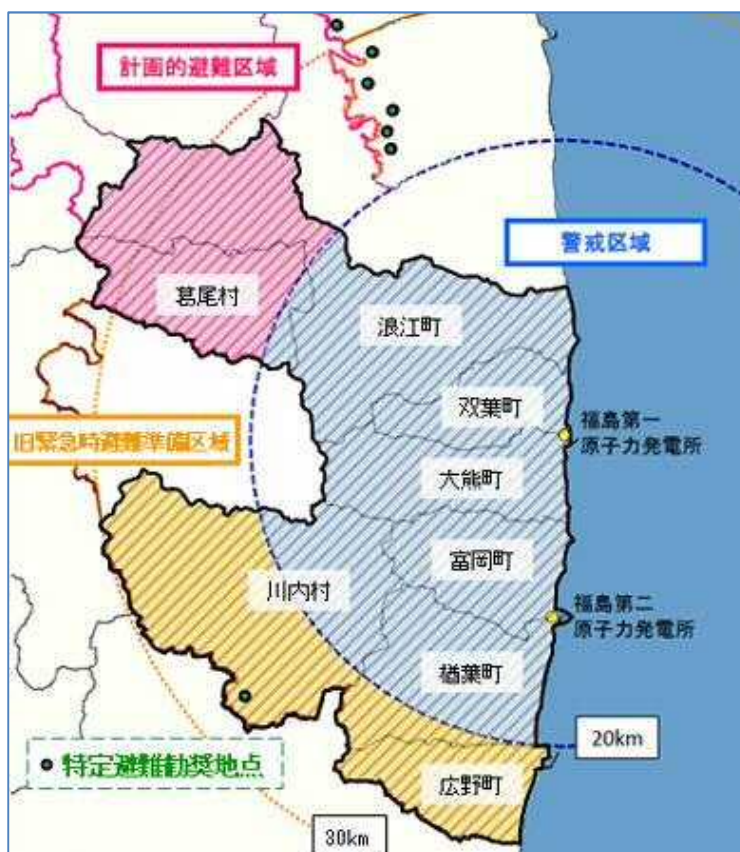 計画的避難区域
警戒区域
葛尾村
浪江町
双葉町
福島第一
原子力発電所
旧緊急時避難準備区域
大熊町
富岡町
川内村
福島第二
原子力発電所
楢葉町
20km
特定避難勧奨地点
広野町
30km